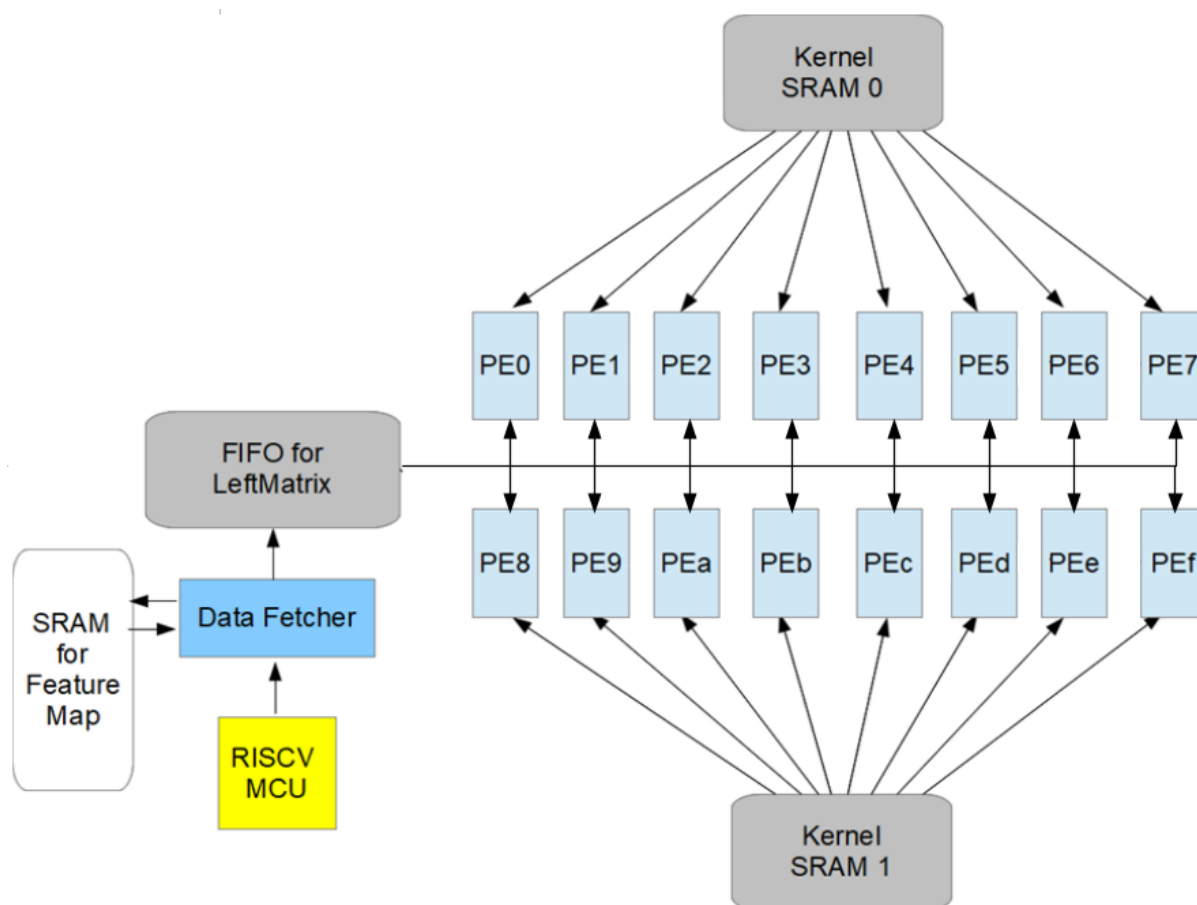 Kernel
SRAM 0
PE0 PE1 PE2 PE3 PE4 PE5 PE6 PE7
FIFO for
LeftMatrix
PE8 PE9 PEa PEb PEc PEd PEe PEf
Data Fetcher
SRAM
for
Feature
Map
RISCV
MCU
Kernel
SRAM 1